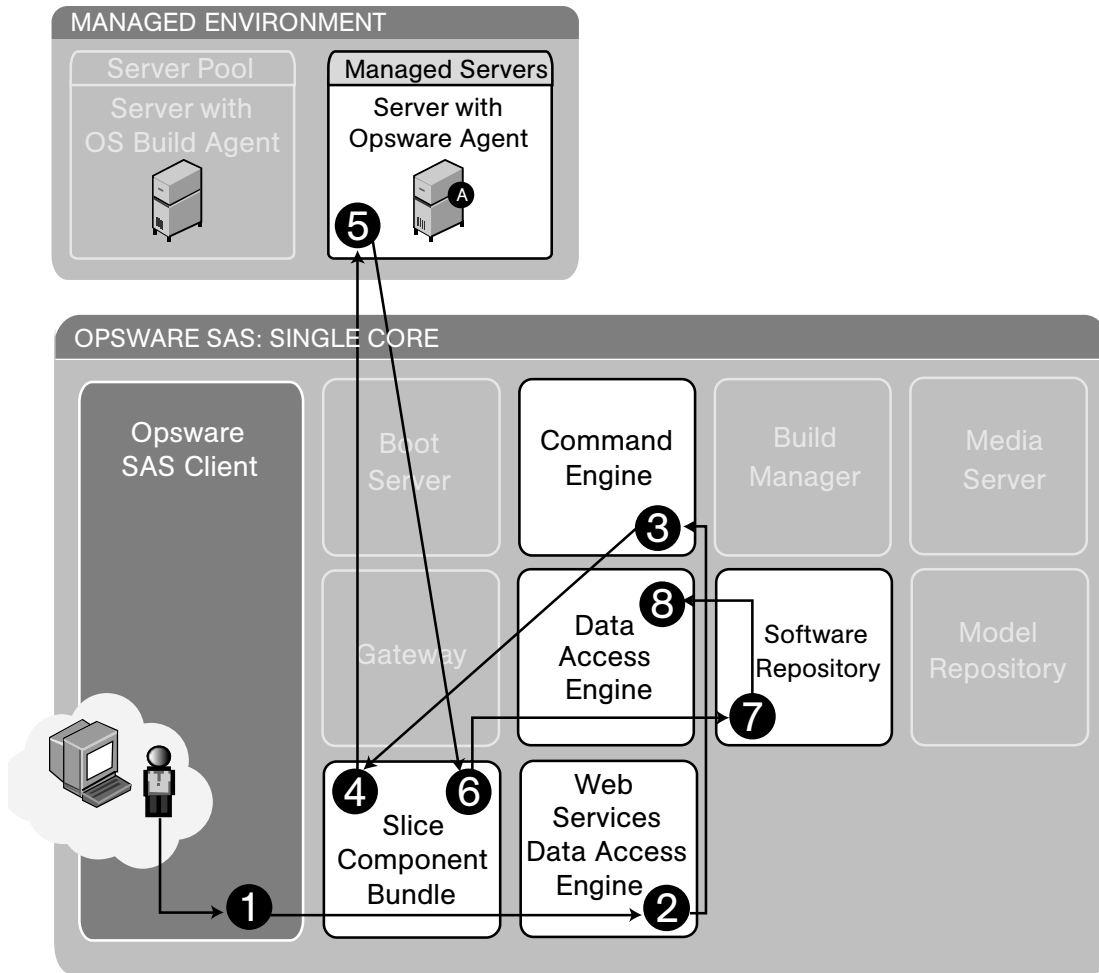 MANAGED ENVIRONMENT
Server Pool
Server with
OS Build Agent
Managed Servers
Server with
Opsware Agent
A
5
OPSWARE SAS: SINGLE CORE
Opsware
SAS Client
Boot
Server
Command
Engine
3
Build
Manager
Media
Server
Gateway
8
Data
Access
Engine
Software
Repository
7
Model
Repository
4
6
Slice
Component
Bundle
Web
Services
Data Access
Engine
2
1